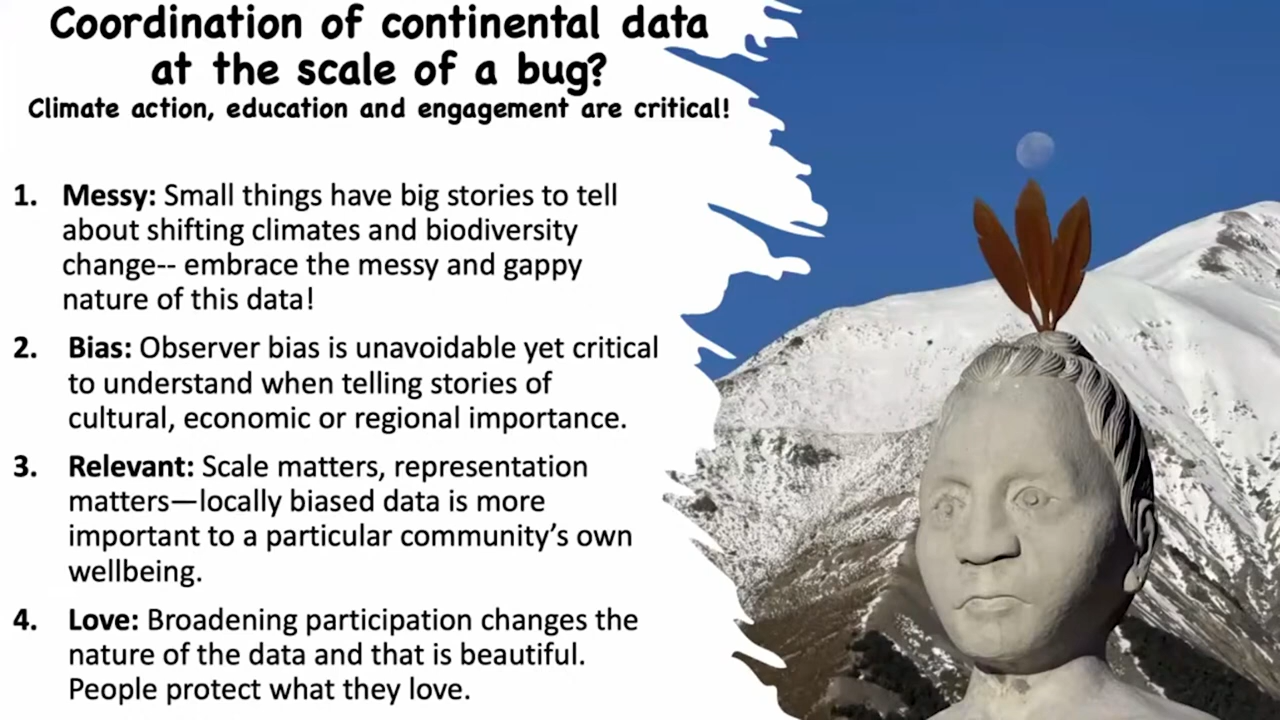 Coordination of continental data
at the scale of a bug?
Climate action, education and engagement are critical!
1. Messy: Small things have big stories to tell
about shifting climates and biodiversity
change-- embrace the messy and gappy
nature of this data!
2. Bias: Observer bias is unavoidable yet critical
to understand when telling stories of
cultural, economic or regional importance.
3. Relevant: Scale matters, representation
matters—locally biased data is more
important to a particular community’s own
wellbeing.
4. Love: Broadening participation changes the
nature of the data and that is beautiful.
People protect what they love.